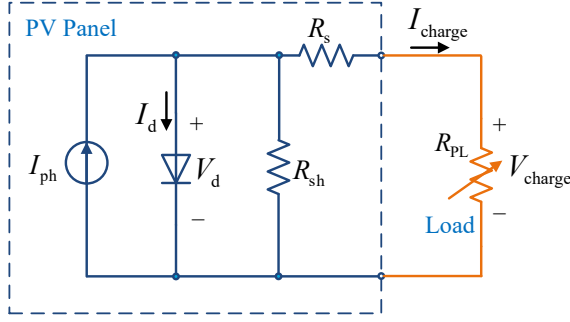 PV Panel
R_s
I_charge
I_d
+
+
I_ph
V_d
R_sh
R_PL
V_charge
−
−
Load